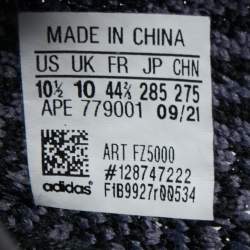 MADE IN CHINA
US UK FR JP CHN
10½ 10 44⅔ 285 275
APE 779001 09/21
ART FZ5000
#128747222
adidas F1B9927r00534